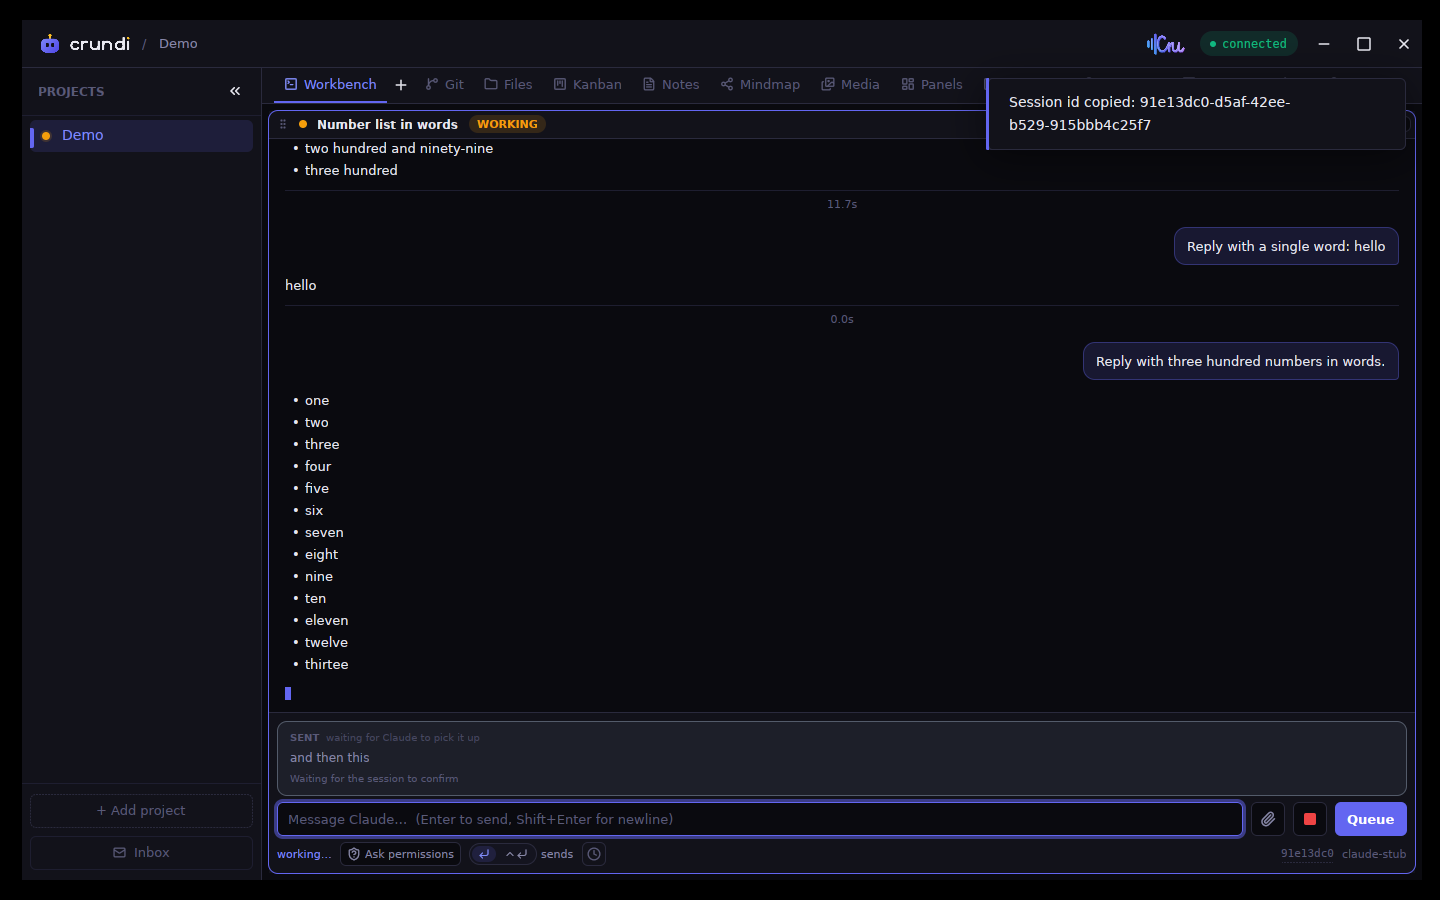 crundi / Demo
Cru
connected
PROJECTS
Workbench
Git
Files
Kanban
Notes
Mindmap
Media
Panels
Session id copied: 91e13dc0-d5af-42ee-
b529-915bbb4c25f7
Demo
Number list in words WORKING
• two hundred and ninety-nine
• three hundred
11.7s
Reply with a single word: hello
hello
0.0s
Reply with three hundred numbers in words.
• one
• two
• three
• four
• five
• six
• seven
• eight
• nine
• ten
• eleven
• twelve
• thirtee
SENT waiting for Claude to pick it up
and then this
Waiting for the session to confirm
+ Add project
Inbox
Message Claude... (Enter to send, Shift+Enter for newline)
Queue
working...
Ask permissions
sends
91e13dc0 claude-stub